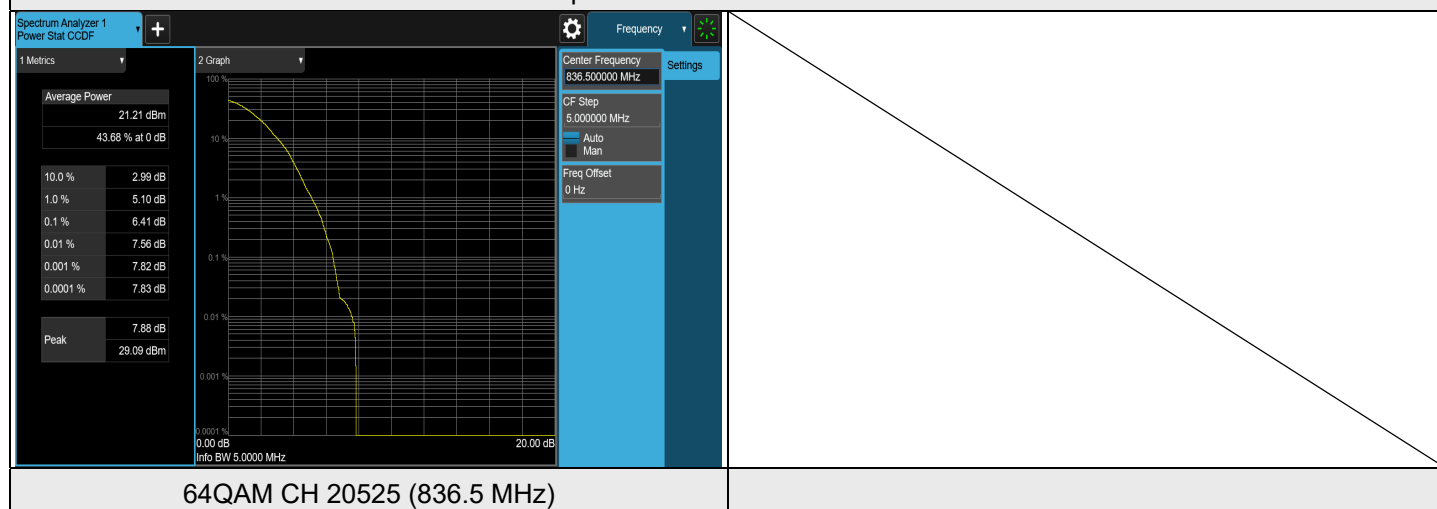 Spectrum Analyzer 1
Power Stat CCDF
+
Frequency
1 Metrics
2 Graph
Center Frequency
836.500000 MHz
Settings
Average Power
21.21 dBm
43.68 % at 0 dB
CF Step
5.000000 MHz
Auto
Man
Freq Offset
0 Hz
10.0 % 2.99 dB
1.0 % 5.10 dB
0.1 % 6.41 dB
0.01 % 7.56 dB
0.001 % 7.82 dB
0.0001 % 7.83 dB
Peak 7.88 dB
29.09 dBm
100 %
10 %
1 %
0.1 %
0.01 %
0.001 %
0.0001 %
0.00 dB 20.00 dB
Info BW 5.0000 MHz
64QAM CH 20525 (836.5 MHz)